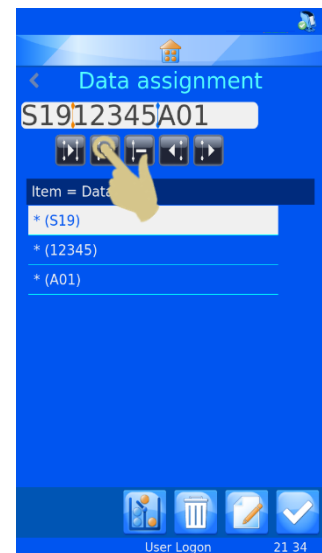 Data assignment
S1912345A01
Item = Data
* (S19)
* (12345)
* (A01)
User Logon 21 34